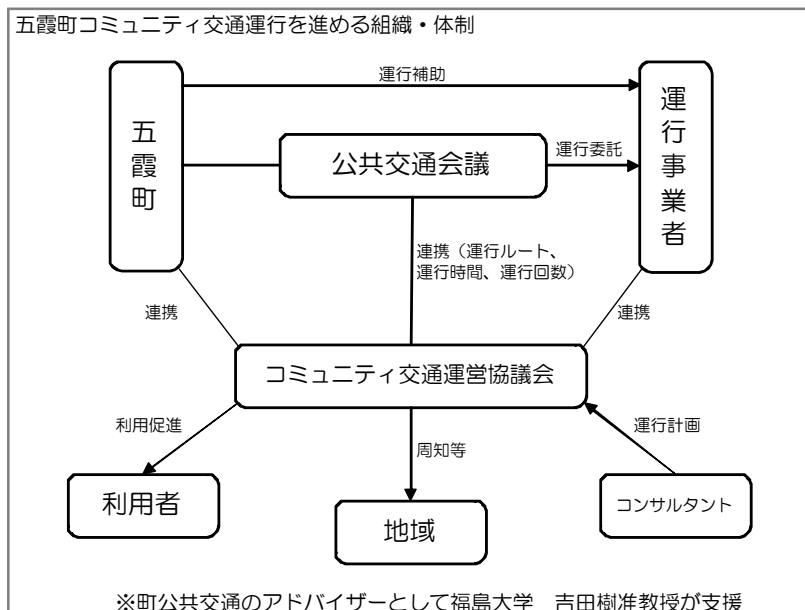 五霞町コミュニティ交通運行を進める組織・体制
運行補助
五霞町
公共交通会議
運行委託
運行事業者
連携（運行ルート、
運行時間、運行回数）
連携
連携
コミュニティ交通運営協議会
利用促進
周知等
運行計画
利用者
地域
コンサルタント
※町公共交通のアドバイザーとして福島大学　吉田樹准教授が支援